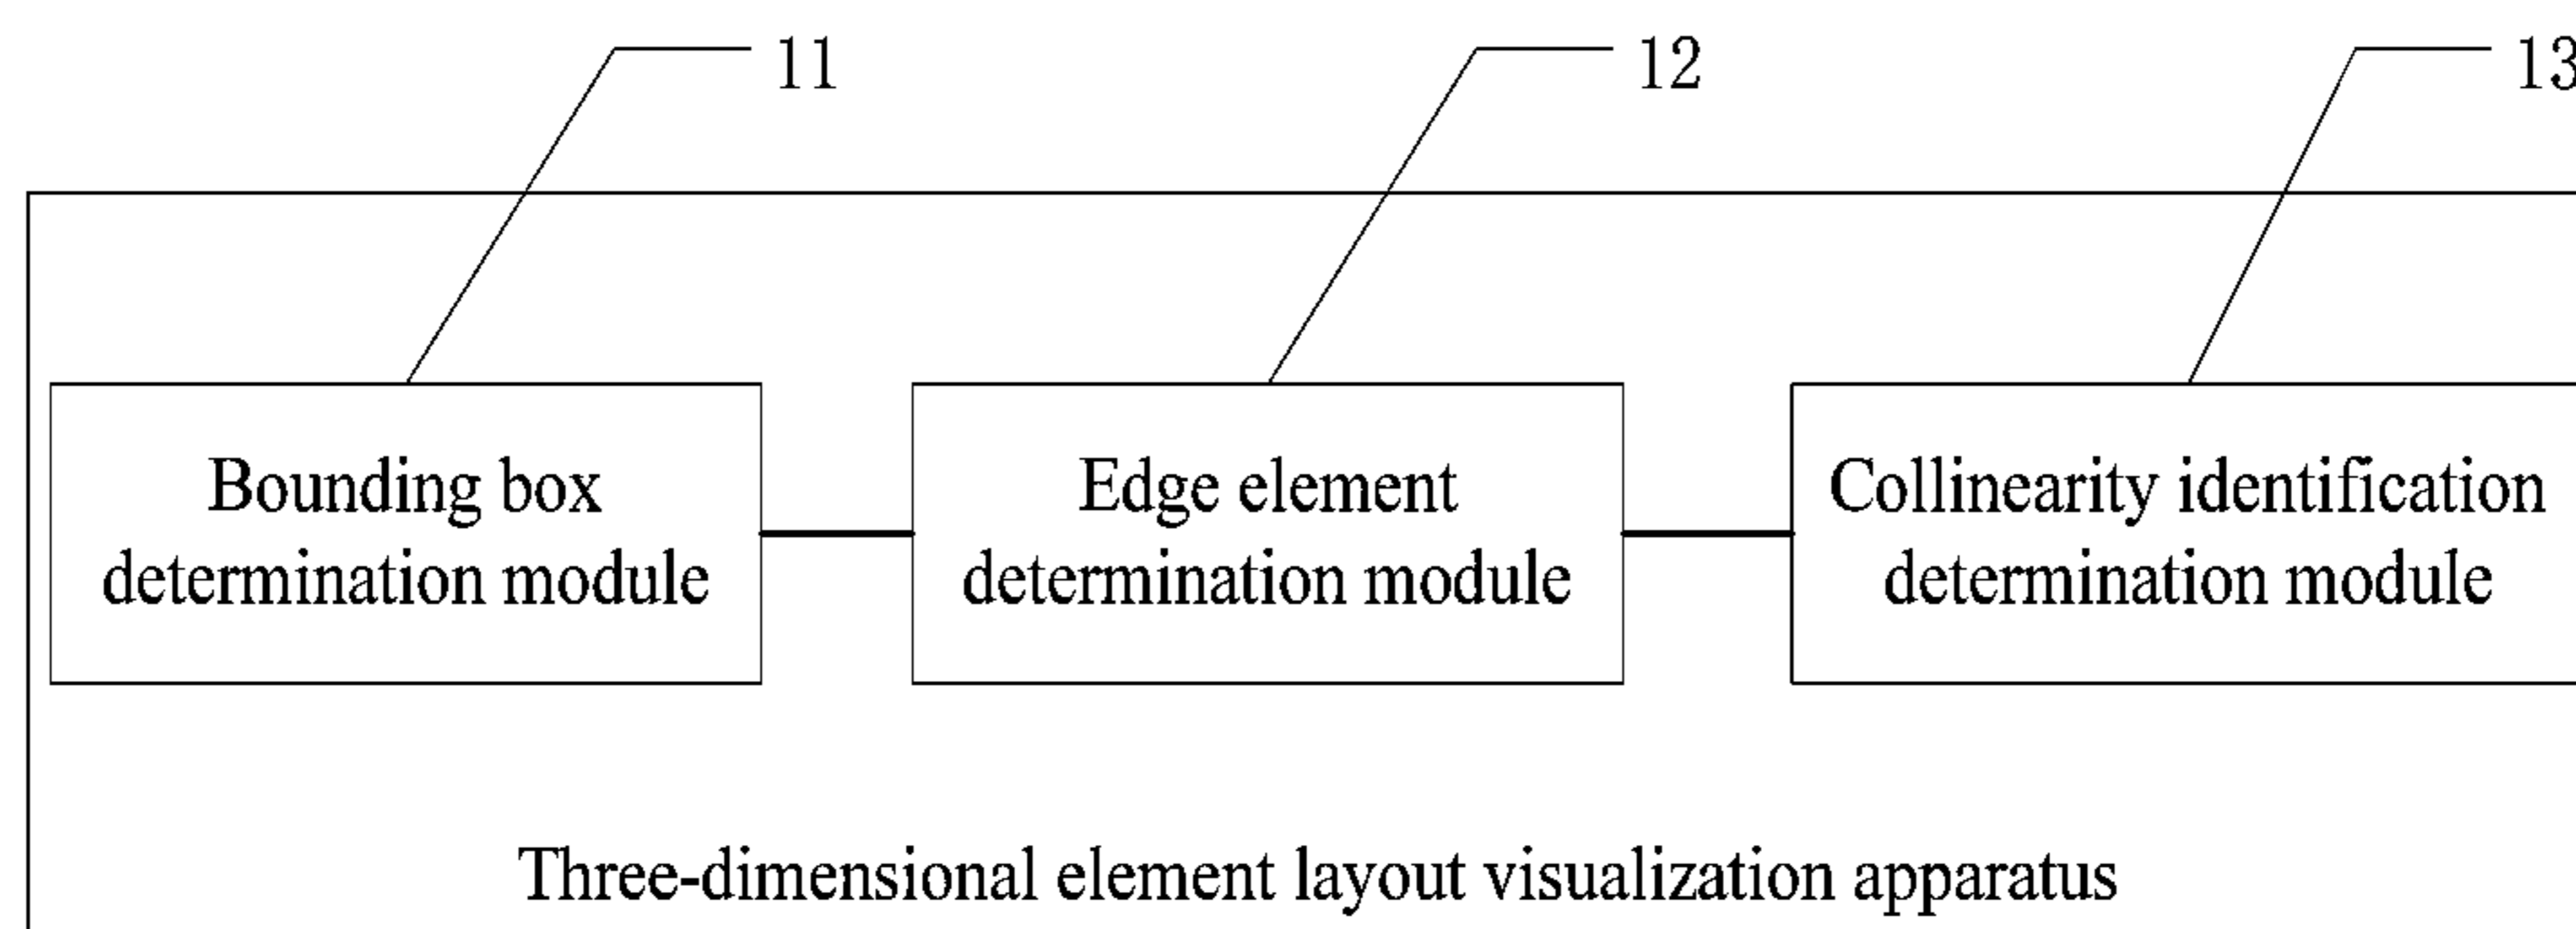 11 12 13
Bounding box Edge element Collinearity identification
determination module determination module determination module
Three-dimensional element layout visualization apparatus